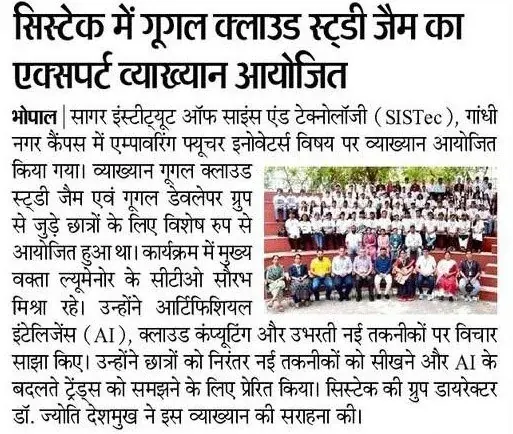 सिस्टेक में गूगल क्लाउड स्टडी जैम का
एक्सपर्ट व्याख्यान आयोजित
भोपाल | सागर इंस्टीट्यूट ऑफ साइंस एंड टेक्नोलॉजी (SISTec), गांधी
नगर कैंपस में एम्पावरिंग फ्यूचर इनोवेटर्स विषय पर व्याख्यान आयोजित
किया गया। व्याख्यान गूगल क्लाउड
स्टडी जैम एवं गूगल डेवलेपर ग्रुप
से जुड़े छात्रों के लिए विशेष रुप से
आयोजित हुआ था। कार्यक्रम में मुख्य
वक्ता ल्यूमेनोर के सीटीओ सौरभ
मिश्रा रहे। उन्होंने आर्टिफिशियल
इंटेलिजेंस (AI), क्लाउड कंप्यूटिंग और उभरती नई तकनीकों पर विचार
साझा किए। उन्होंने छात्रों को निरंतर नई तकनीकों को सीखने और AI के
बदलते ट्रेंड्स को समझने के लिए प्रेरित किया। सिस्टेक की ग्रुप डायरेक्टर
डॉ. ज्योति देशमुख ने इस व्याख्यान की सराहना की।